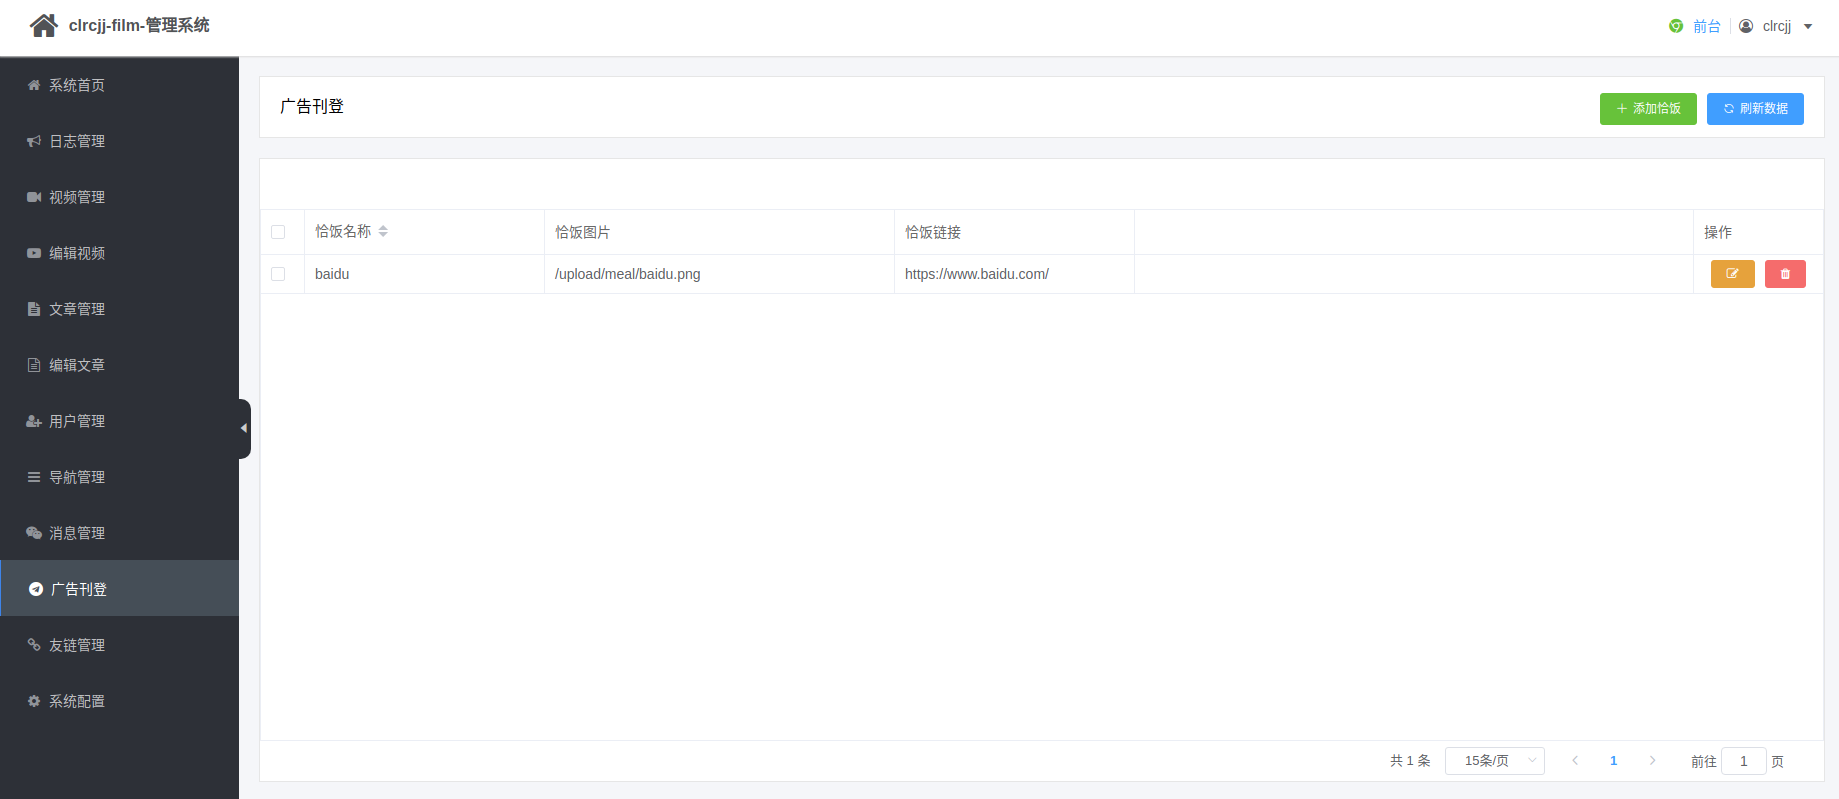 clrcjj-film-管理系统
前台 clrcjj
系统首页
日志管理
视频管理
编辑视频
文章管理
编辑文章
用户管理
导航管理
消息管理
广告刊登
友链管理
系统配置
广告刊登
添加恰饭 刷新数据
恰饭名称 恰饭图片 恰饭链接 操作
baidu /upload/meal/baidu.png https://www.baidu.com/
共 1 条 15条/页 1 前往 1 页